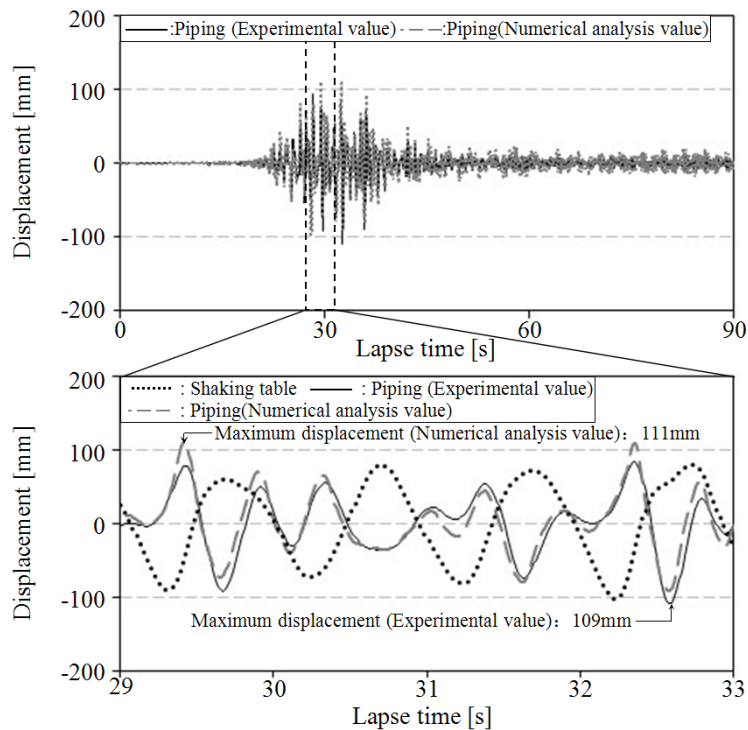 200
:Piping (Experimental value)
:Piping(Numerical analysis value)
100
0
-100
-200
Displacement [mm]
0
30
60
90
Lapse time [s]
200
: Shaking table
: Piping (Experimental value)
: Piping(Numerical analysis value)
Maximum displacement (Numerical analysis value): 111mm
100
0
-100
Maximum displacement (Experimental value): 109mm
-200
Displacement [mm]
29
30
31
32
33
Lapse time [s]